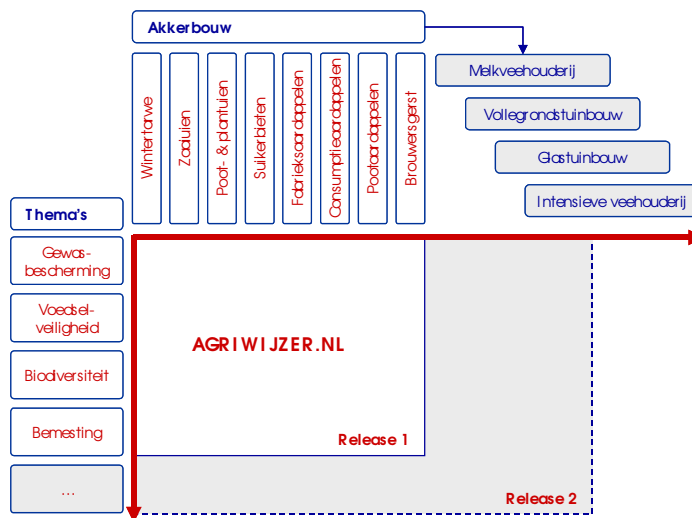 Akkerbouw
Wintertarwe
Zaaiuien
Poot- & plantuien
Suikerbieten
Fabrieksaardappelen
Consumptieaardappelen
Pootaardappelen
Brouwersgerst
Melkveehouderij
Vollegrondstuinbouw
Glastuinbouw
Intensieve veehouderij
Thema's
Gewas-
bescherming
Voedsel-
veiligheid
Biodiversiteit
Bemesting
...
AGRIWIJZER.NL
Release 1
Release 2